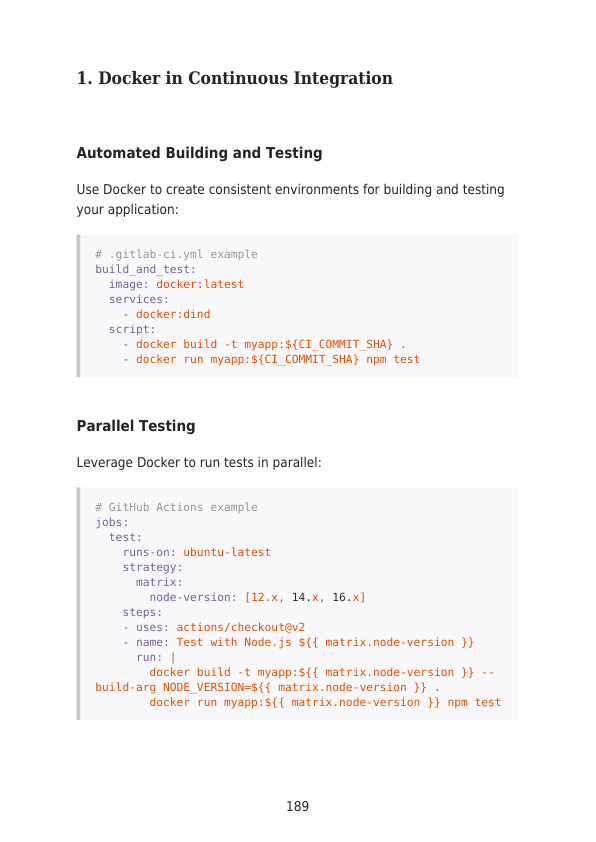 1. Docker in Continuous Integration
Automated Building and Testing
Use Docker to create consistent environments for building and testing
your application:
# .gitlab-ci.yml example
build_and_test:
  image: docker:latest
  services:
    - docker:dind
  script:
    - docker build -t myapp:${CI_COMMIT_SHA} .
    - docker run myapp:${CI_COMMIT_SHA} npm test
Parallel Testing
Leverage Docker to run tests in parallel:
# GitHub Actions example
jobs:
  test:
    runs-on: ubuntu-latest
    strategy:
      matrix:
        node-version: [12.x, 14.x, 16.x]
    steps:
    - uses: actions/checkout@v2
    - name: Test with Node.js ${{ matrix.node-version }}
      run: |
        docker build -t myapp:${{ matrix.node-version }} --
build-arg NODE_VERSION=${{ matrix.node-version }} .
        docker run myapp:${{ matrix.node-version }} npm test
189